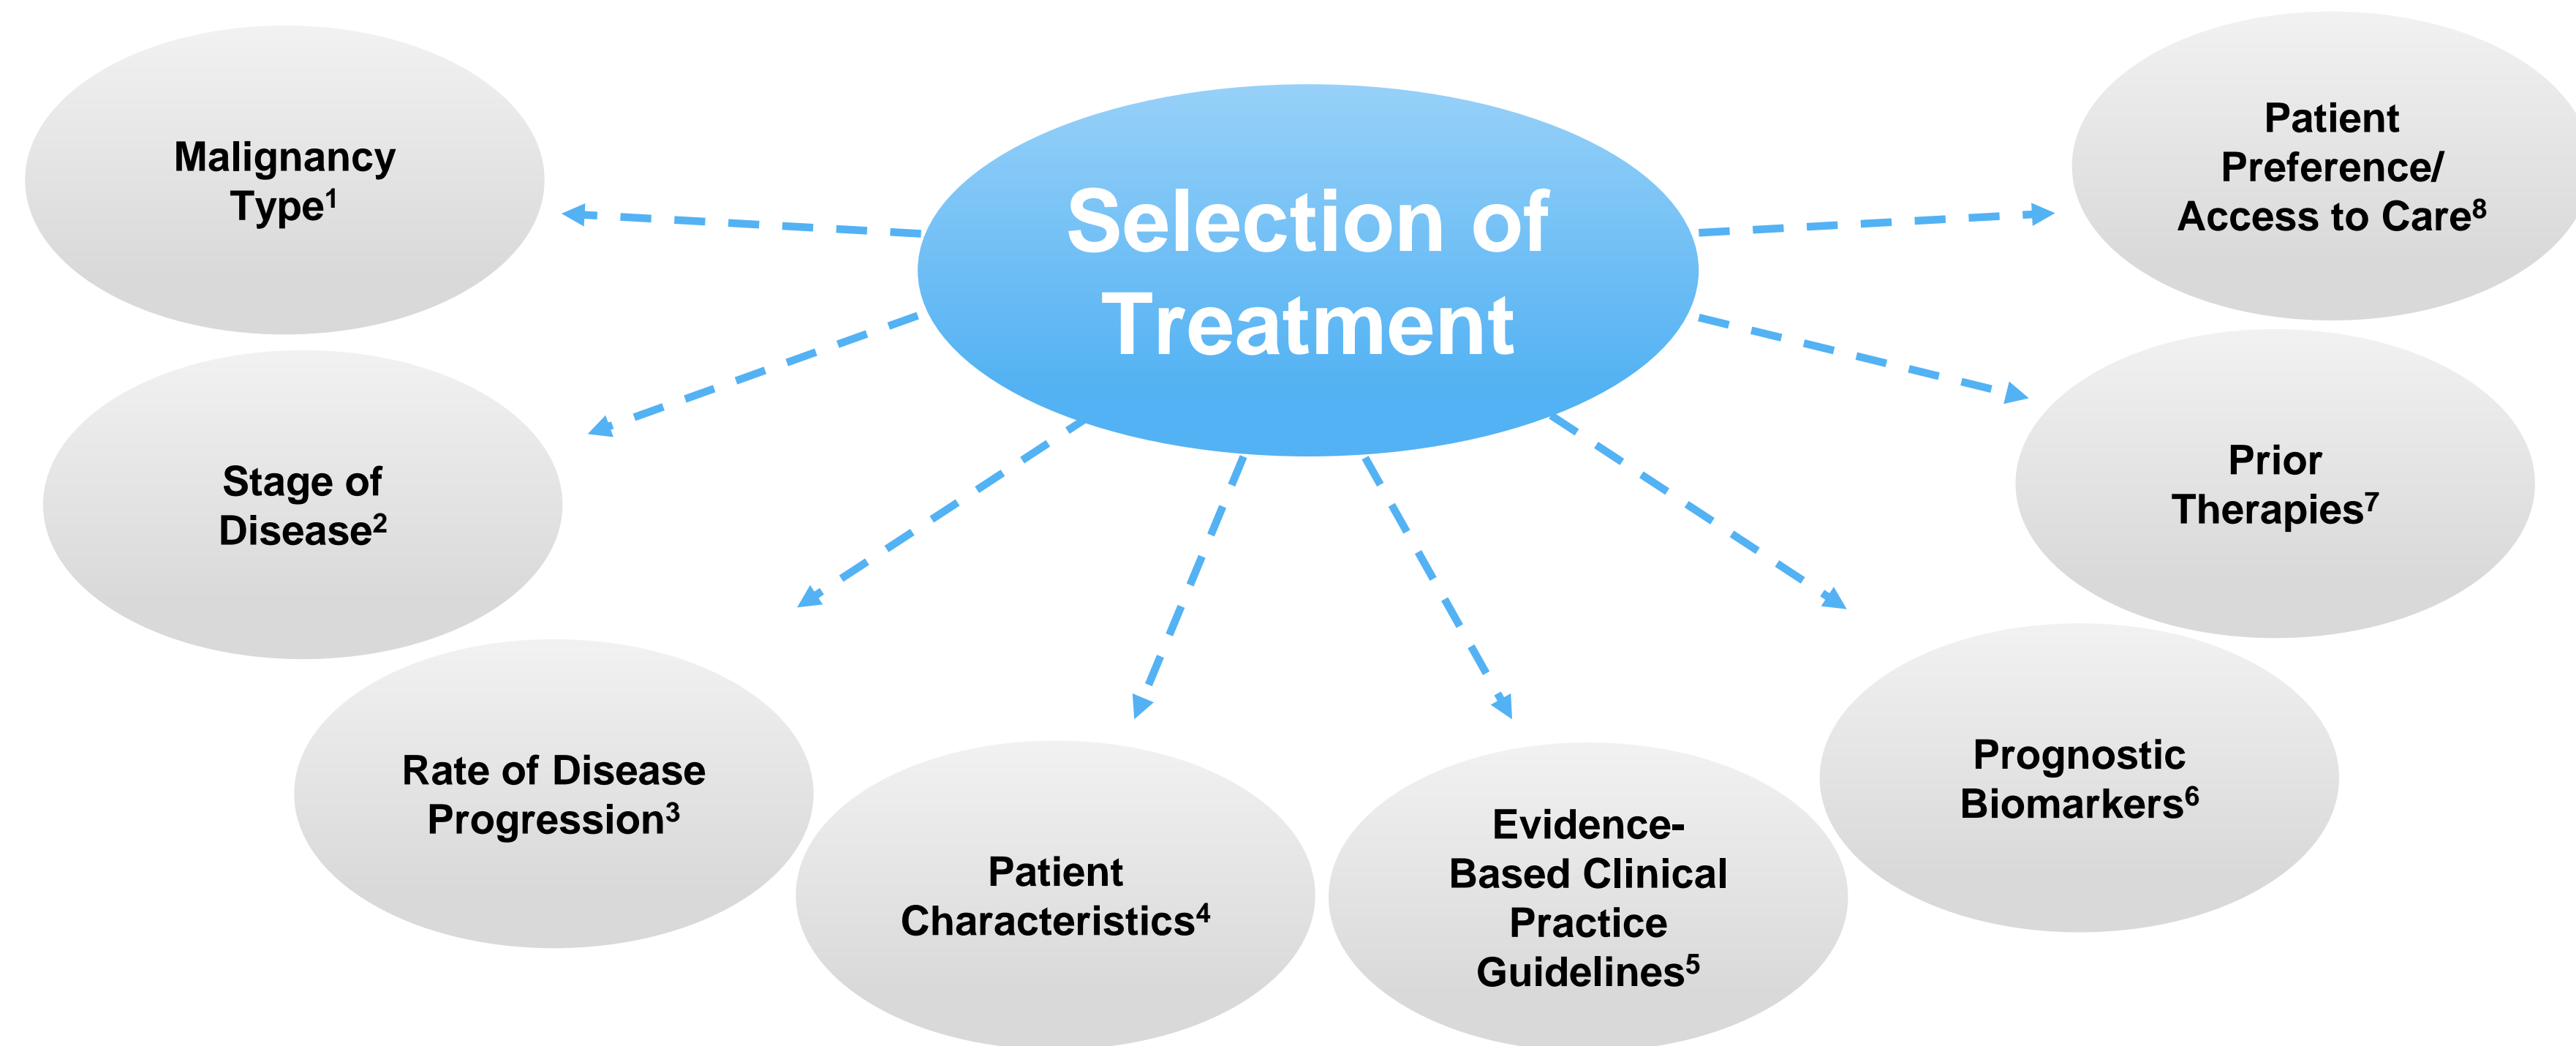 Selection of
Treatment
Malignancy
Type¹
Stage of
Disease²
Rate of Disease
Progression³
Patient
Characteristics⁴
Evidence-
Based Clinical
Practice
Guidelines⁵
Prognostic
Biomarkers⁶
Prior
Therapies⁷
Patient
Preference/
Access to Care⁸